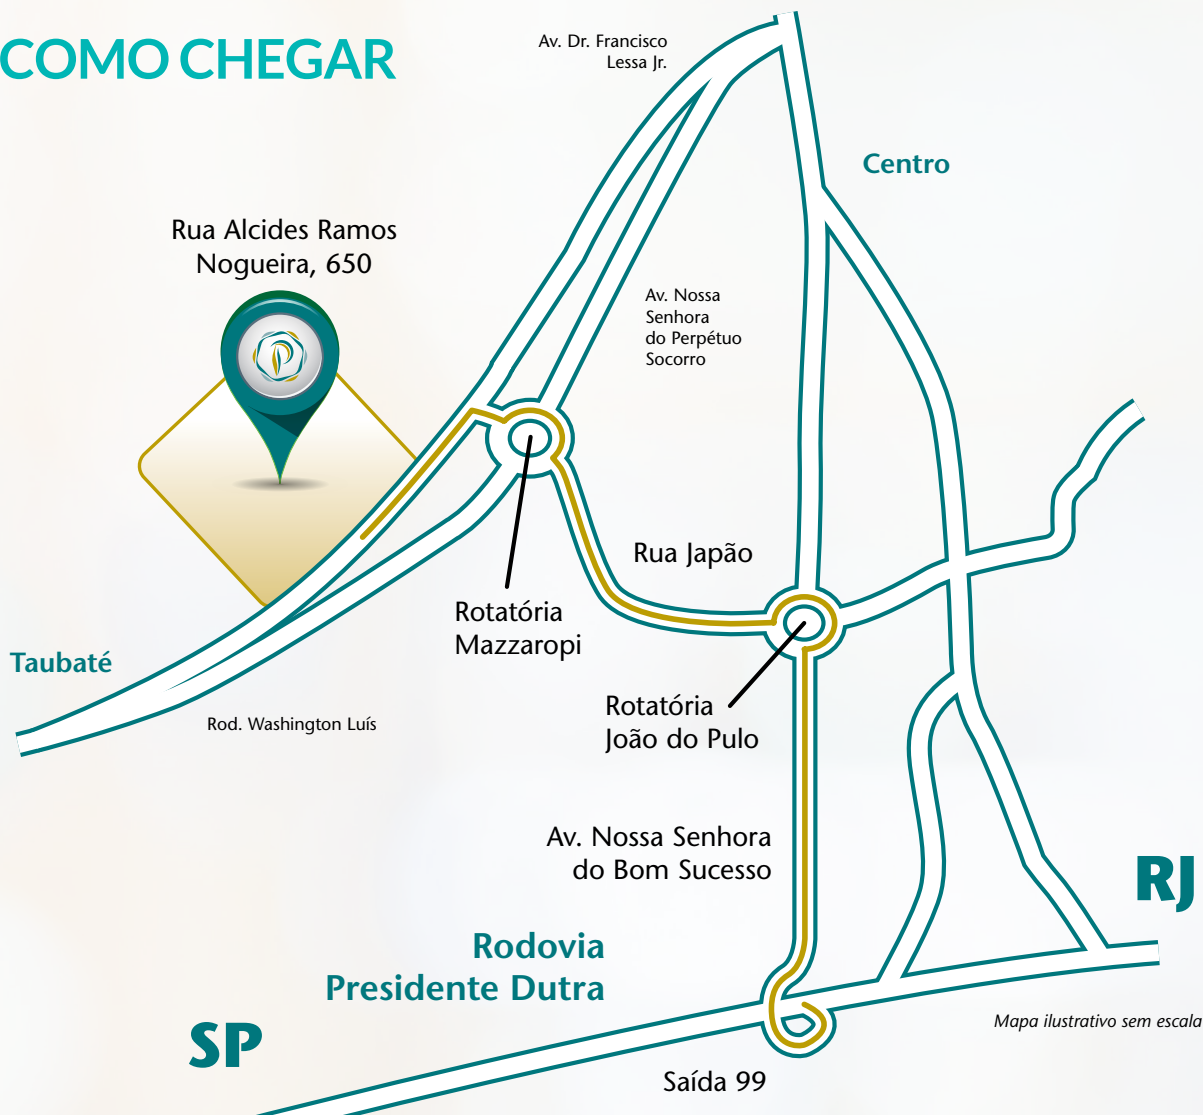 COMO CHEGAR
Av. Dr. Francisco
Lessa Jr.
Centro
Rua Alcides Ramos
Nogueira, 650
Av. Nossa
Senhora
do Perpétuo
Socorro
P
Rua Japão
Rotatória
Mazzaropi
Taubaté
Rod. Washington Luís
Rotatória
João do Pulo
Av. Nossa Senhora
do Bom Sucesso
RJ
Rodovia
Presidente Dutra
SP
Mapa ilustrativo sem escala
Saída 99